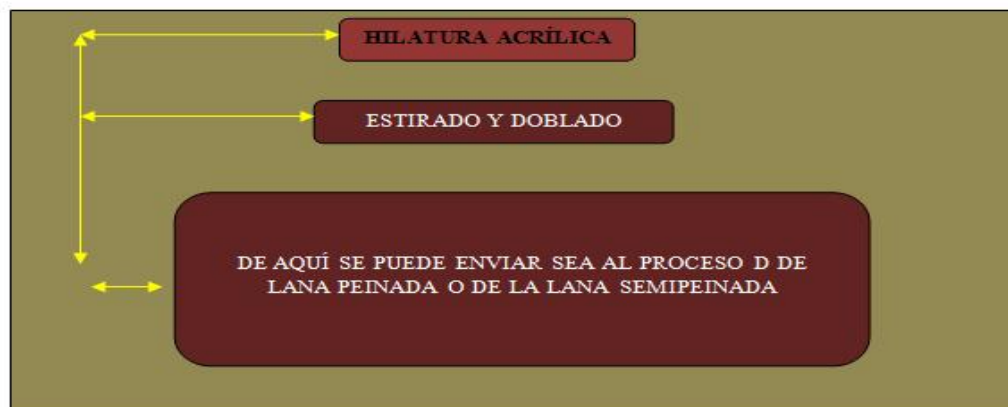 HILATURA ACRÍLICA
ESTIRADO Y DOBLADO
DE AQUÍ SE PUEDE ENVIAR SEA AL PROCESO D DE
LANA PEINADA O DE LA LANA SEMIPEINADA